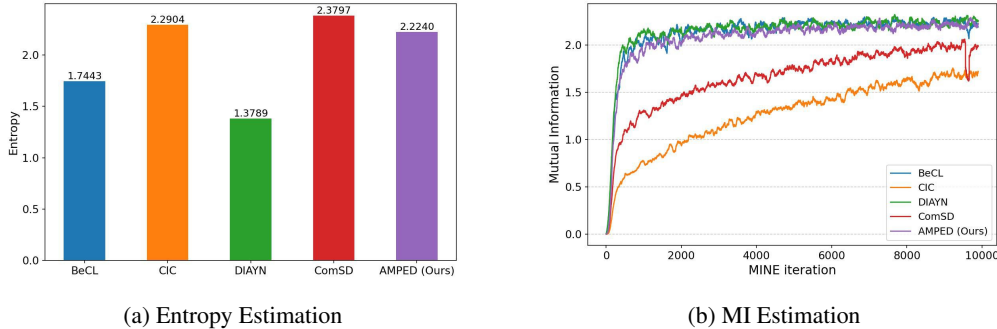 2.2904
2.3797
2.2240
1.7443
1.3789
Entropy
2.0
1.5
1.0
0.5
0.0
BeCL
CIC
DIAYN
ComSD
AMPED (Ours)
(a) Entropy Estimation
Mutual Information
2.0
1.5
1.0
0.5
0.0
BeCL
CIC
DIAYN
ComSD
AMPED (Ours)
0
2000
4000
6000
8000
10000
MINE iteration
(b) MI Estimation